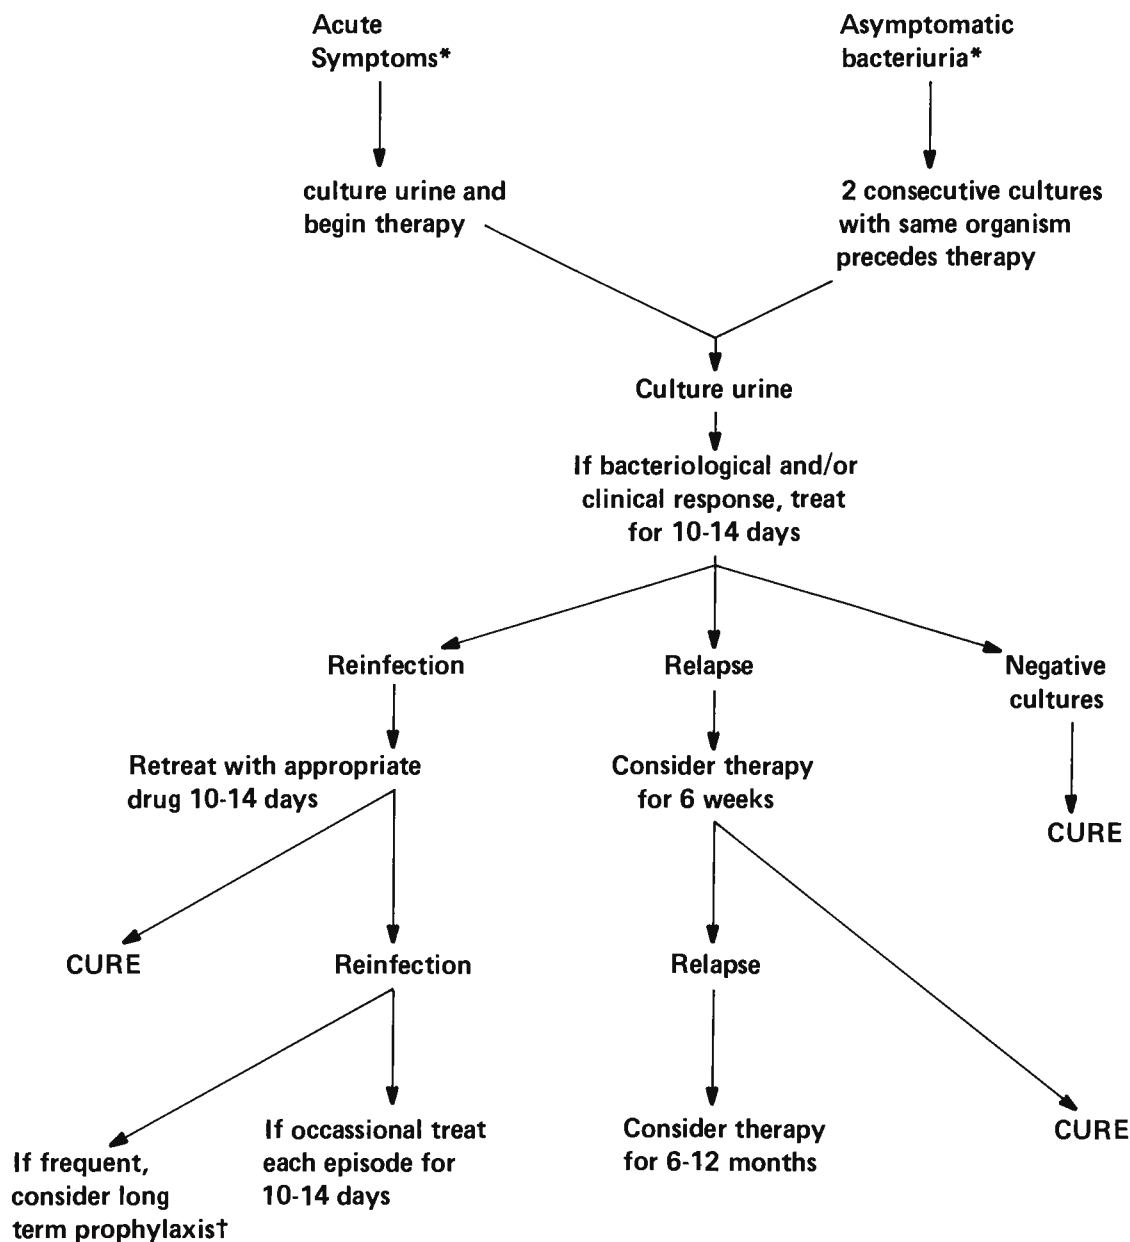 Acute
Symptoms*
Asymptomatic
bacteriuria*
culture urine and
begin therapy
2 consecutive cultures
with same organism
precedes therapy
Culture urine
If bacteriological and/or
clinical response, treat
for 10-14 days
Reinfection
Relapse
Negative
cultures
Retreat with appropriate
drug 10-14 days
Consider therapy
for 6 weeks
CURE
CURE
Reinfection
Relapse
If frequent,
consider long
term prophylaxis†
If occassional treat
each episode for
10-14 days
Consider therapy
for 6-12 months
CURE